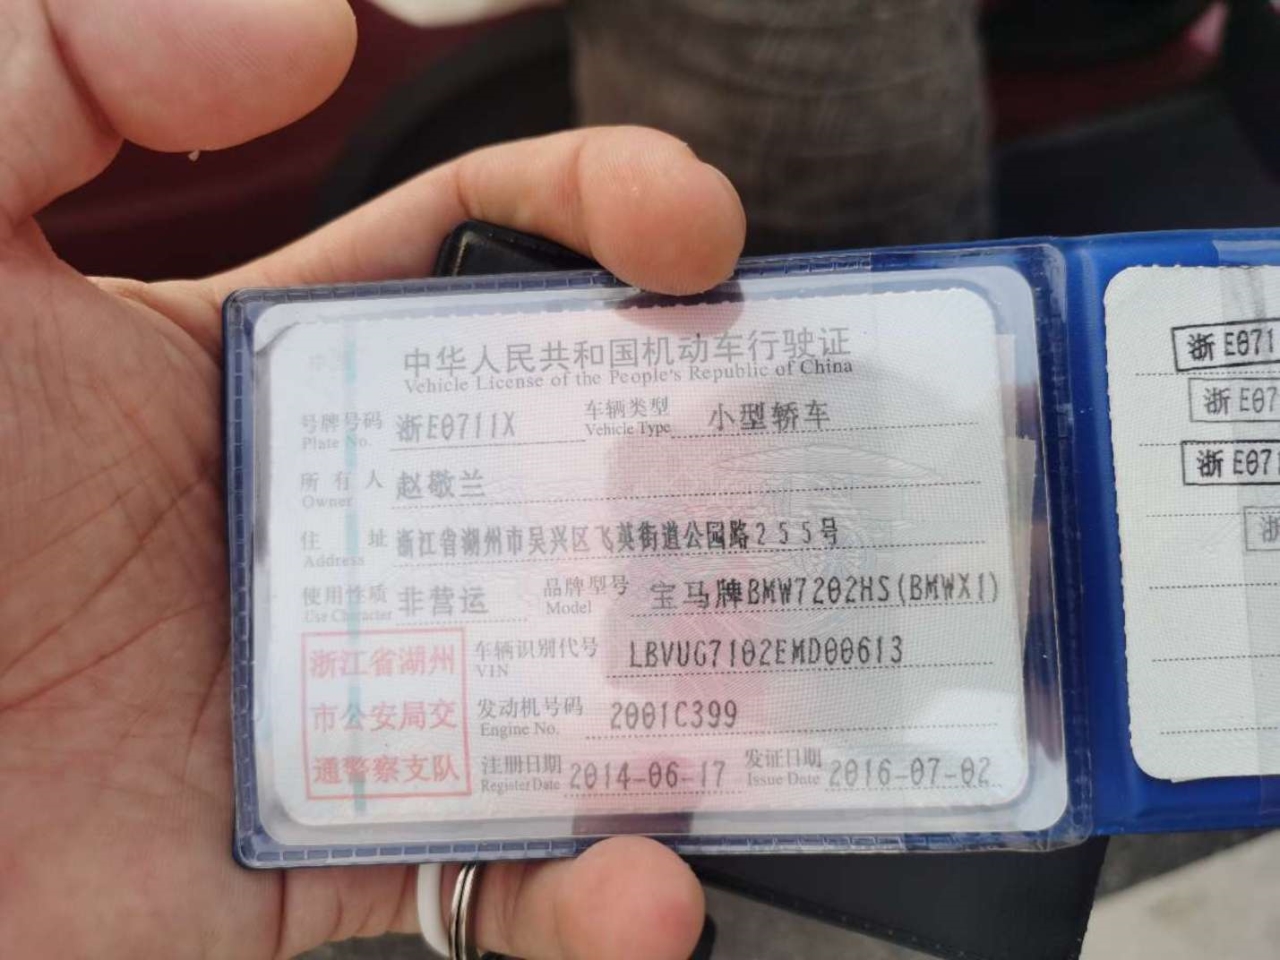 中华人民共和国机动车行驶证
Vehicle License of the People's Republic of China
号牌号码 浙E0711X 车辆类型 小型轿车
Plate No. Vehicle Type
所有人 赵敬兰
Owner
住址 浙江省湖州市吴兴区飞英街道公园路255号
Address
使用性质 非营运 品牌型号 宝马牌BMW7202HS(BMWX1)
Use Character Model
浙江省湖州
市公安局交
通警察支队
车辆识别代号 LBVUG7102EMD00613
VIN
发动机号码 2001C399
Engine No.
注册日期 2014-06-17 发证日期 2016-07-02
Register Date Issue Date
浙E071
浙E07
浙E071
浙